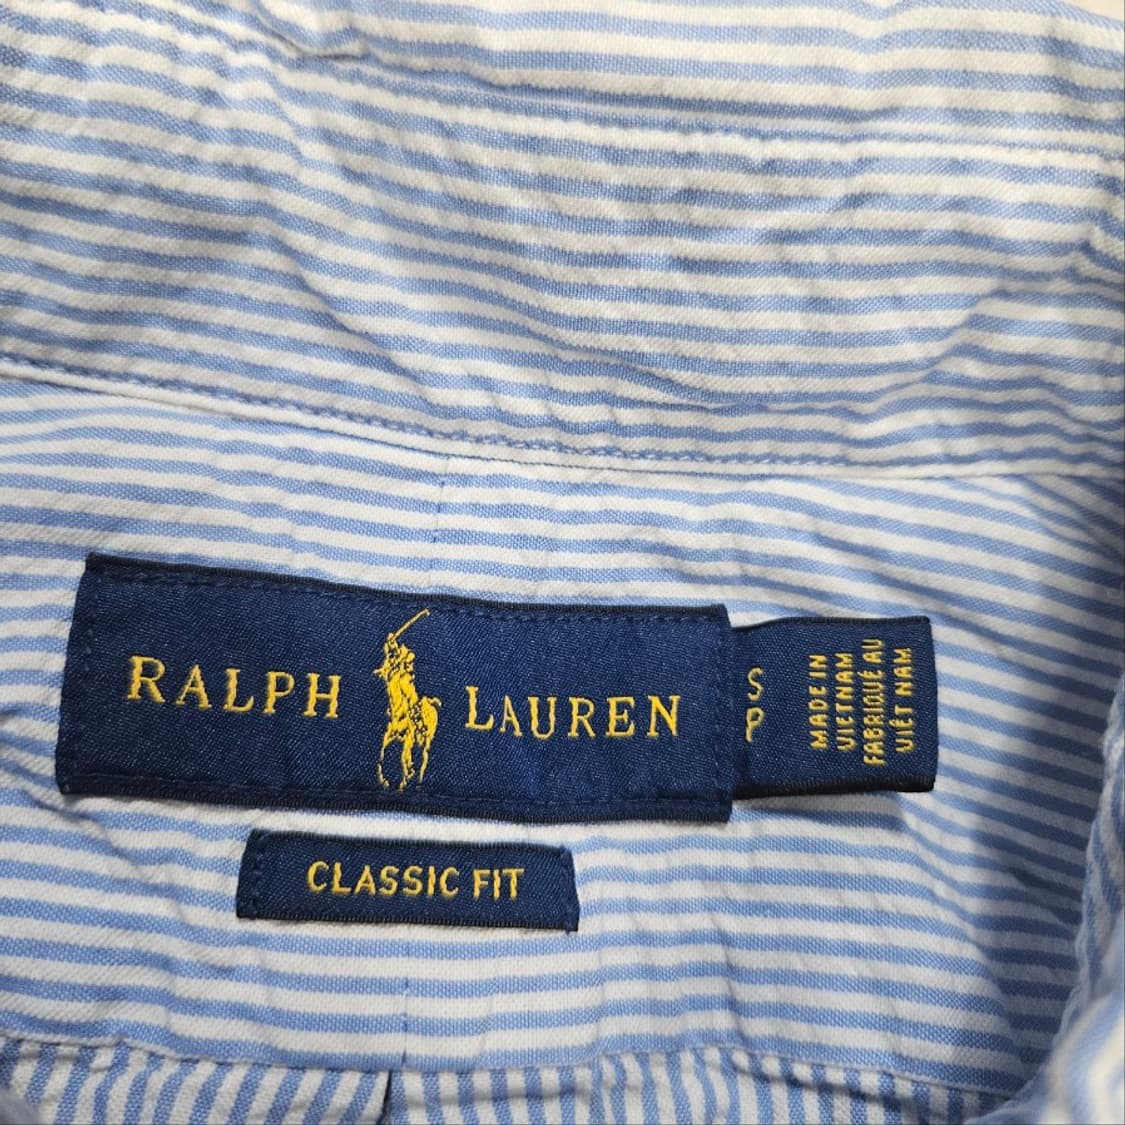 RALPH LAUREN
S
P
MADE IN
VIETNAM
FABRIQUÉ AU
VIÊT NAM
CLASSIC FIT